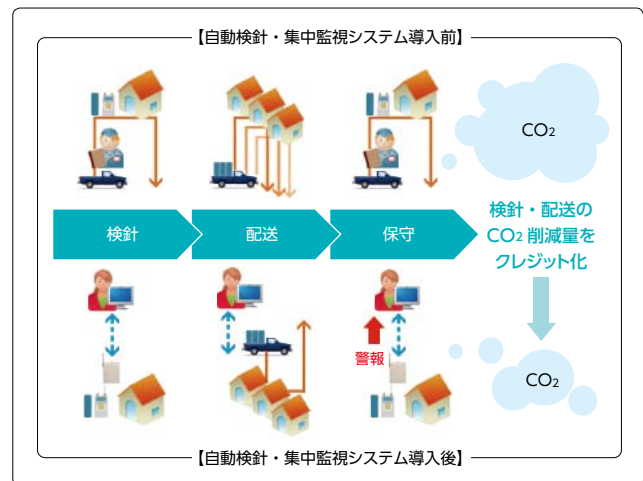 【自動検針・集中監視システム導入前】
CO2
検針
配送
保守
検針・配送の
CO2 削減量を
クレジット化
警報
CO2
【自動検針・集中監視システム導入後】